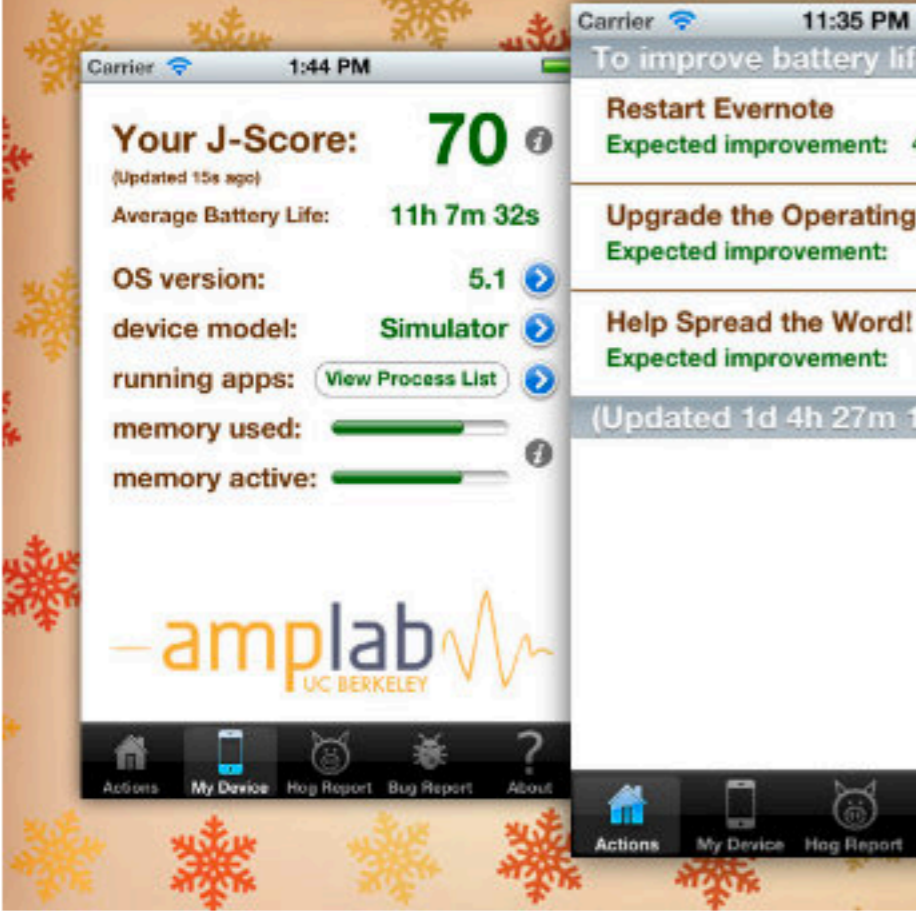 Carrier 1:44 PM
Your J-Score: 70
(Updated 15s ago)
Average Battery Life: 11h 7m 32s
OS version: 5.1
device model: Simulator
running apps: View Process List
memory used:
memory active:
amplab
UC BERKELEY
Actions My Device Hog Report Bug Report About
Carrier 11:35 PM
To improve battery
Restart Evernote
Expected improvement:
Upgrade the Operating
Expected improvement:
Help Spread the Word!
Expected improvement:
(Updated 1d 4h 27m
Actions My Device Hog Report